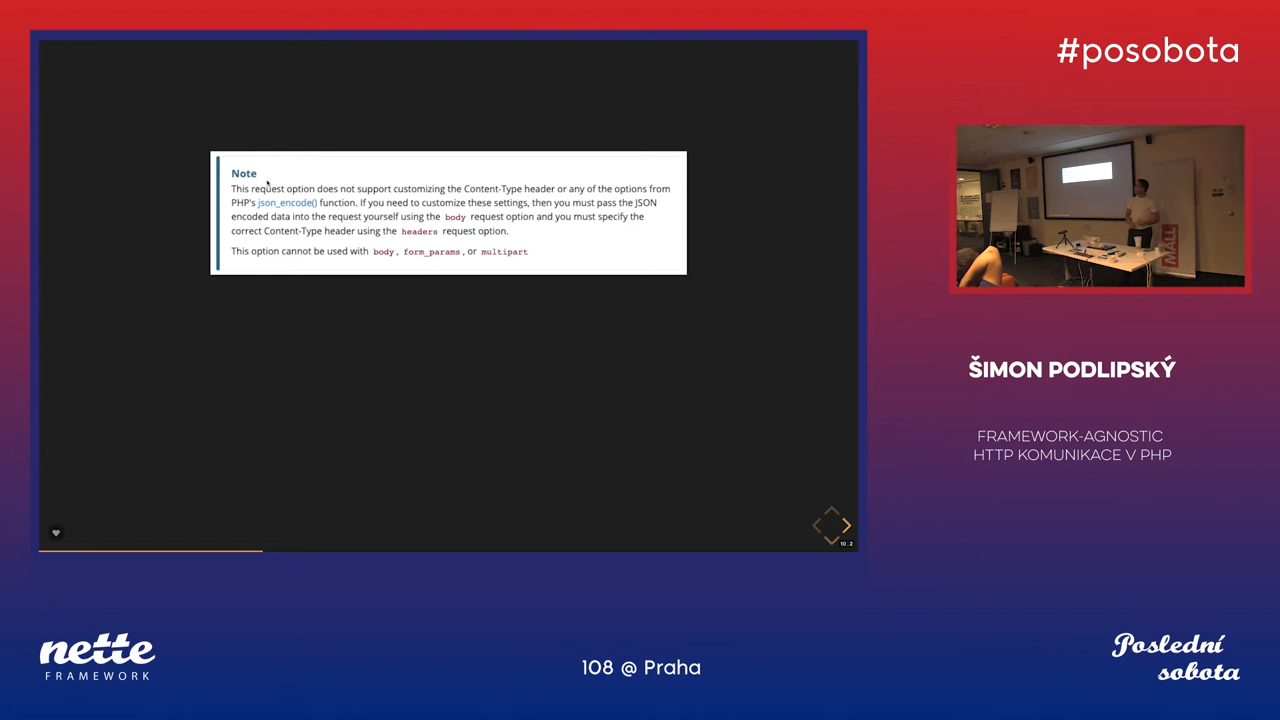 #posobota
Note
This request option does not support customizing the Content-Type header or any of the options from
PHP's json_encode() function. If you need to customize these settings, then you must pass the JSON
encoded data into the request yourself using the body request option and you must specify the
correct Content-Type header using the headers request option.
This option cannot be used with body, form_params, or multipart
10.2
MALL
ŠIMON PODLIPSKÝ
FRAMEWORK-AGNOSTIC
HTTP KOMUNIKACE V PHP
nette
FRAMEWORK
108 @ Praha
Poslední
sobota